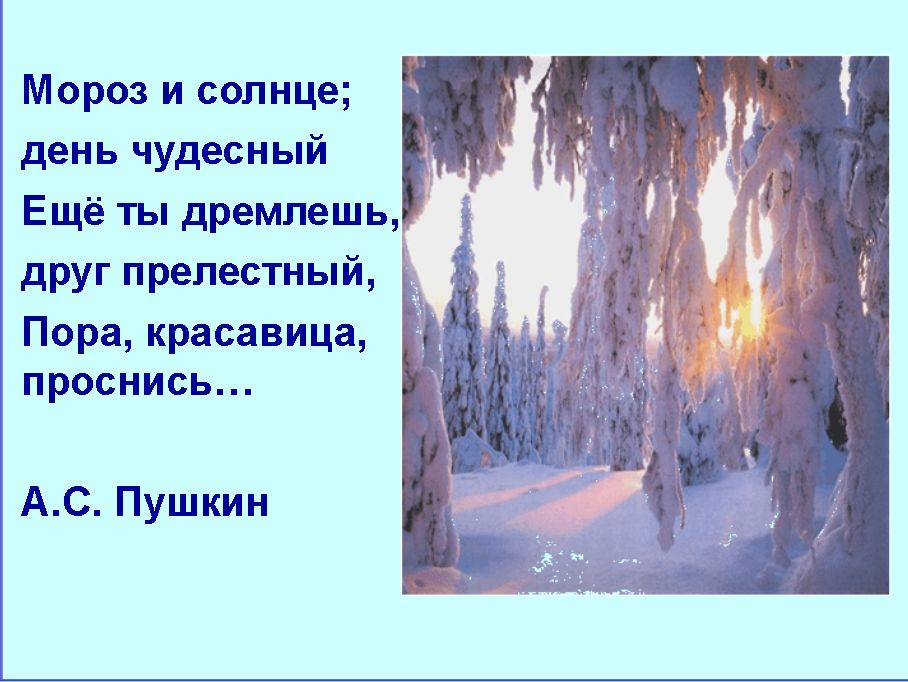 Мороз и солнце;
день чудесный
Ещё ты дремлешь,
друг прелестный,
Пора, красавица,
проснись…
А.С. Пушкин